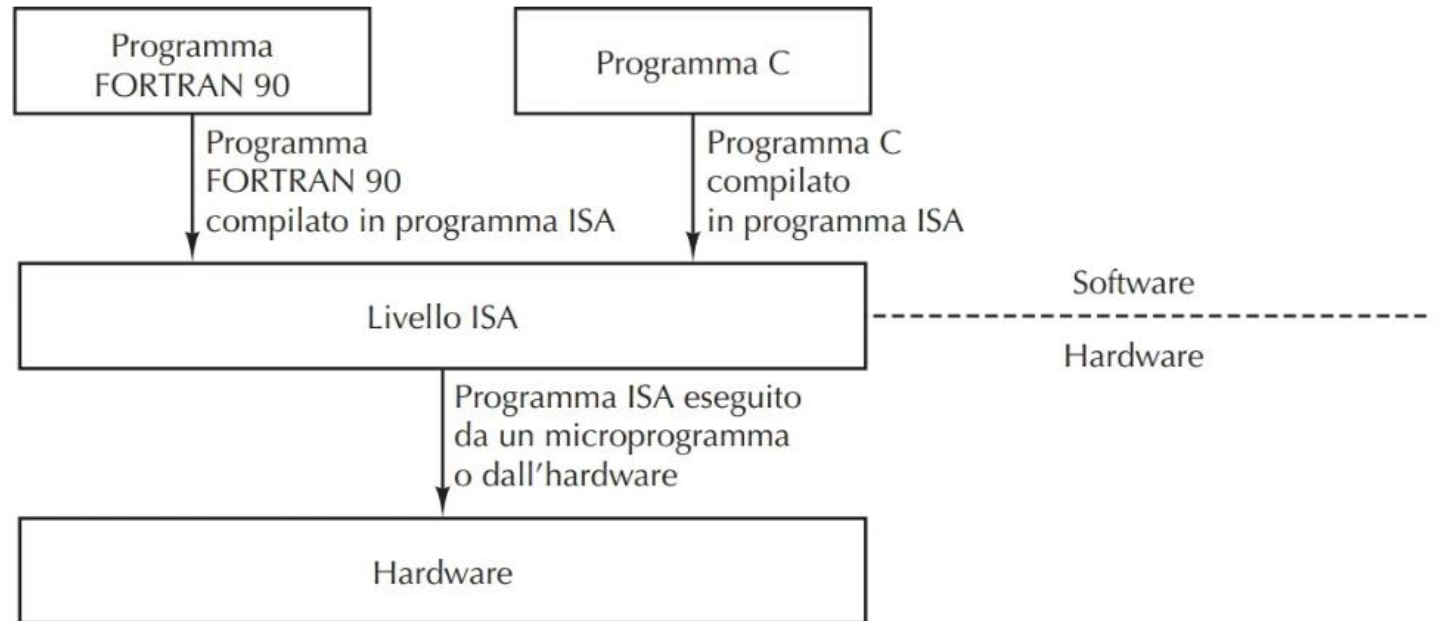 Programma
FORTRAN 90
Programma C
Programma
FORTRAN 90
compilato in programma ISA
Programma C
compilato
in programma ISA
Livello ISA
Software
Hardware
Programma ISA eseguito
da un microprogramma
o dall'hardware
Hardware